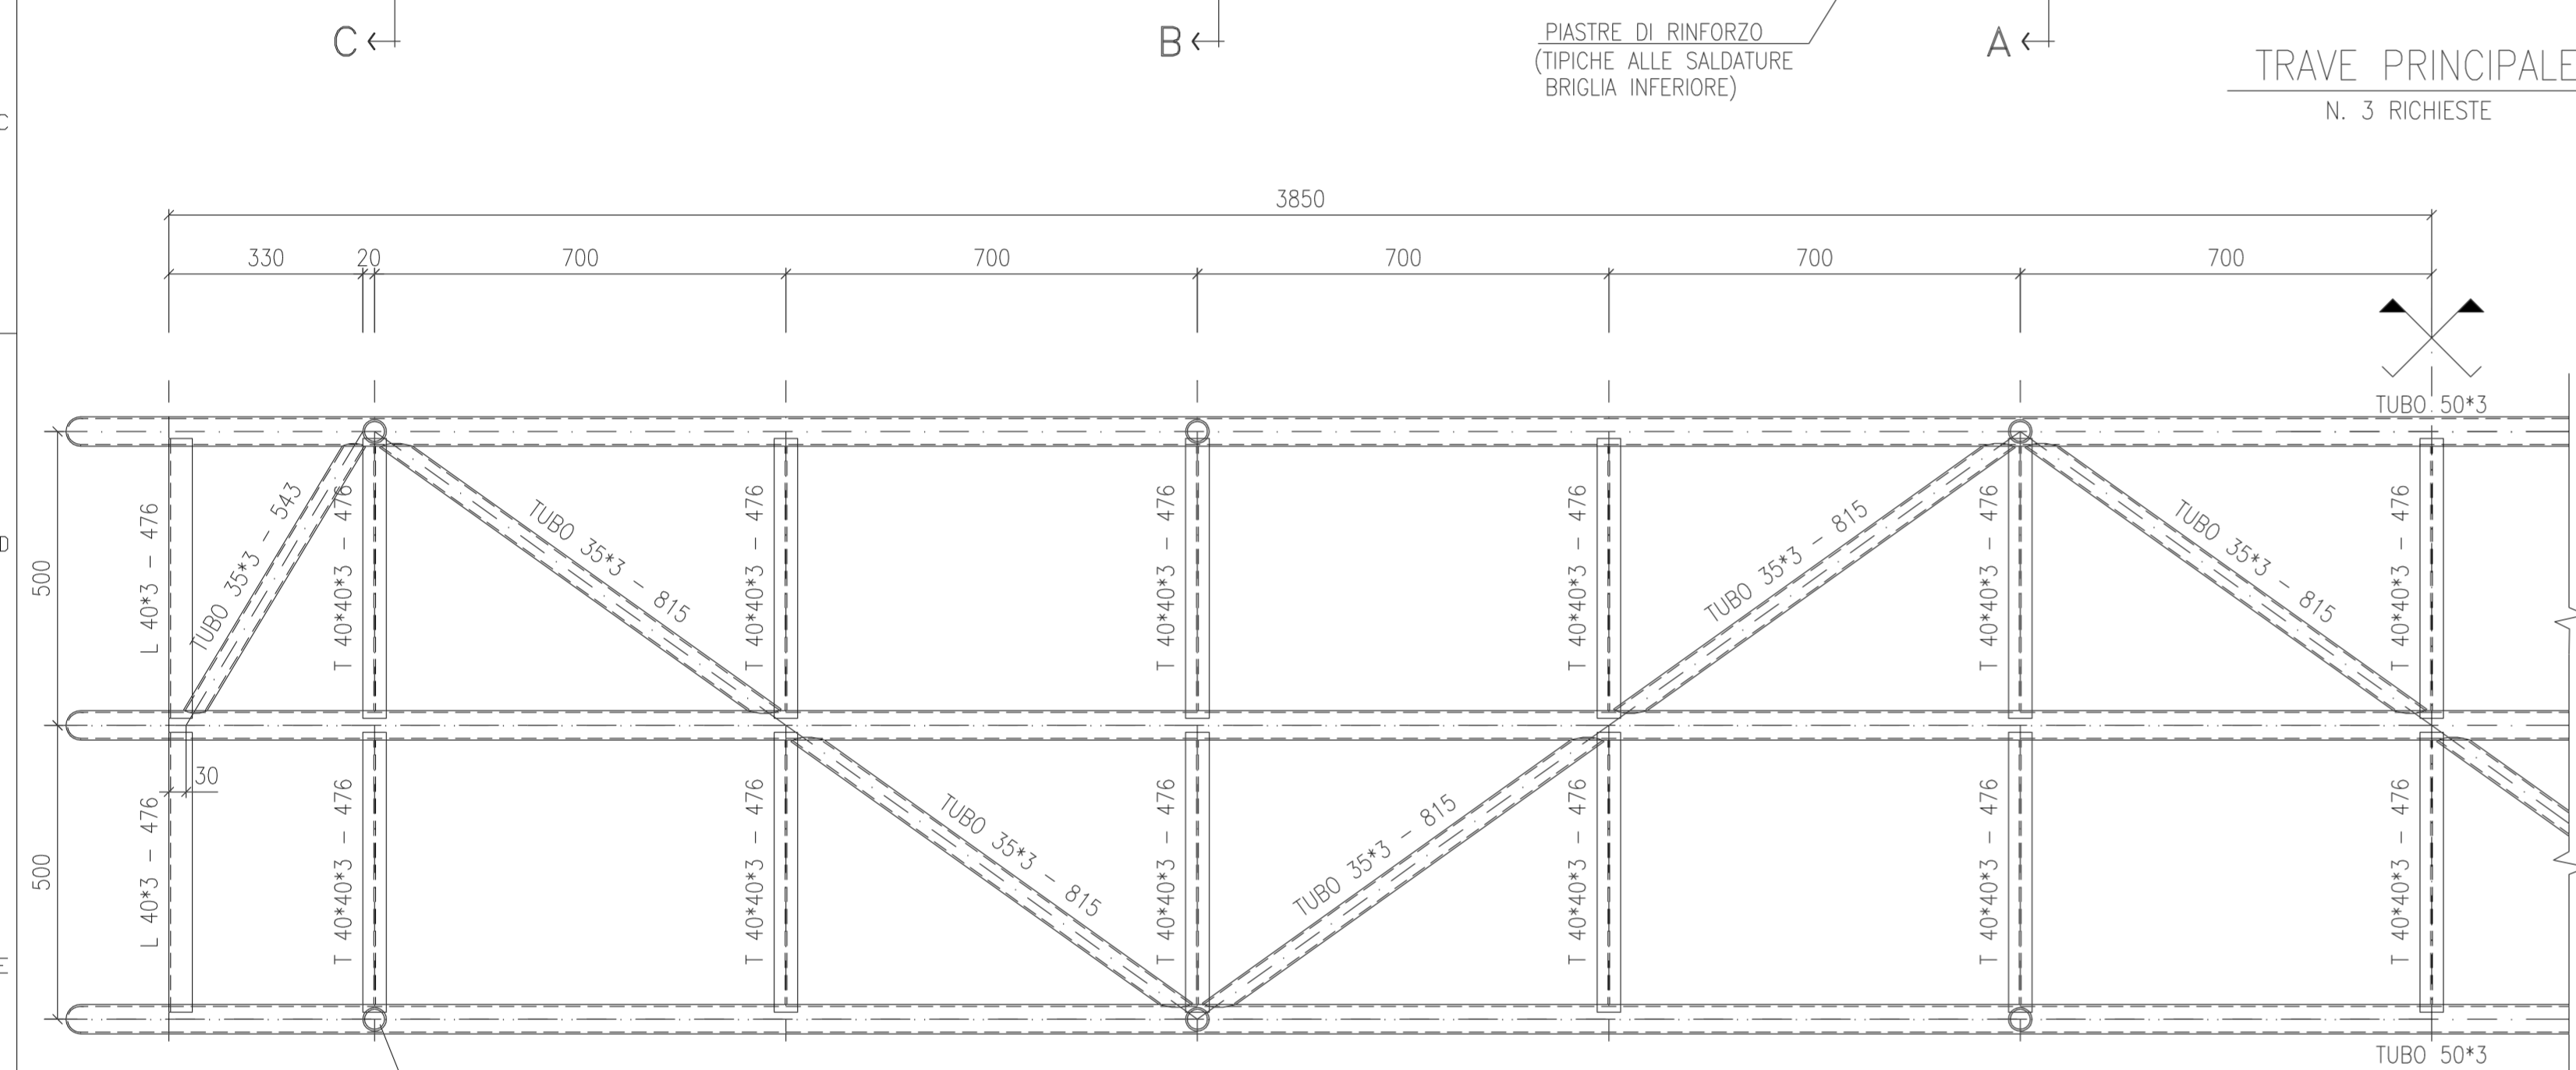 C
B
PIASTRE DI RINFORZO
(TIPICHE ALLE SALDATURE
BRIGLIA INFERIORE)
A
TRAVE PRINCIPALE
N. 3 RICHIESTE
3850
330
20
700
700
700
700
700
TUBO 50*3
500
L 40*3 - 476
TUBO 35*3 - 543
T 40*40*3 - 476
TUBO 35*3 - 815
T 40*40*3 - 476
T 40*40*3 - 476
T 40*40*3 - 476
TUBO 35*3 - 815
T 40*40*3 - 476
TUBO 35*3 - 815
T 40*40*3 - 476
500
L 40*3 - 476
30
T 40*40*3 - 476
T 40*40*3 - 476
TUBO 35*3 - 815
T 40*40*3 - 476
TUBO 35*3 - 815
T 40*40*3 - 476
T 40*40*3 - 476
T 40*40*3 - 476
TUBO 50*3